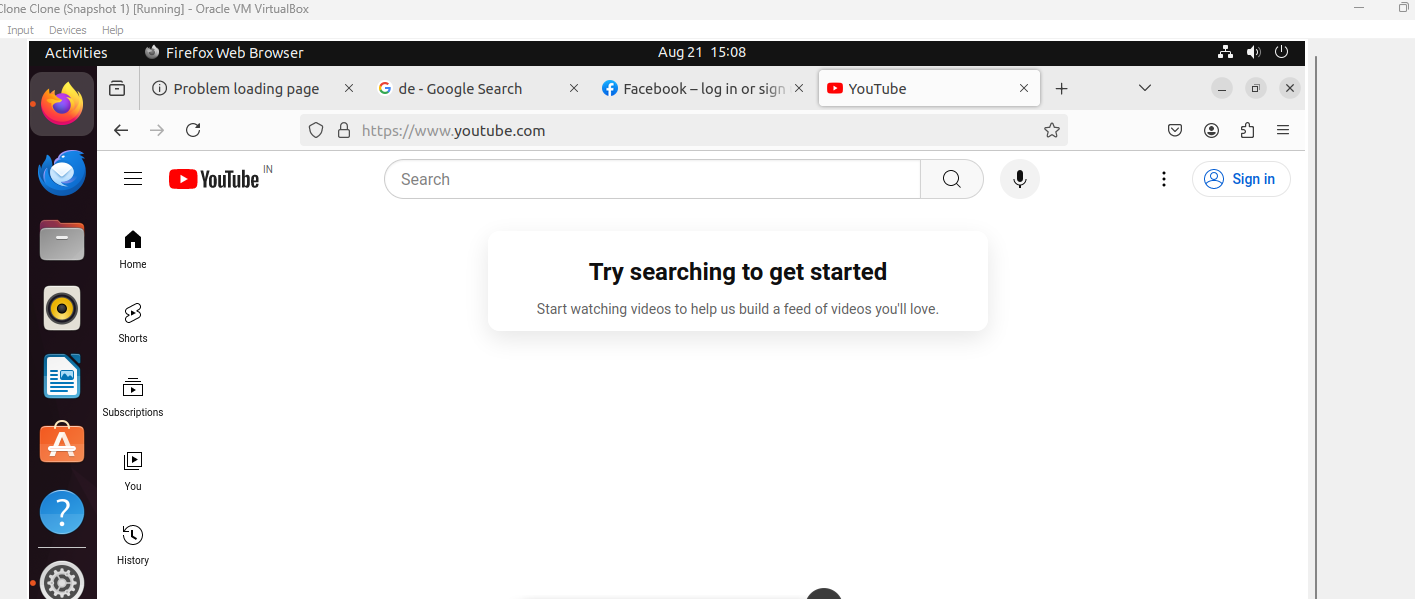 Clone Clone (Snapshot 1) [Running] - Oracle VM VirtualBox
Input Devices Help
Activities Firefox Web Browser Aug 21 15:08
Problem loading page de - Google Search Facebook – log in or sign YouTube
https://www.youtube.com
YouTube IN Search Sign in
Try searching to get started
Start watching videos to help us build a feed of videos you'll love.
Home
Shorts
Subscriptions
You
History